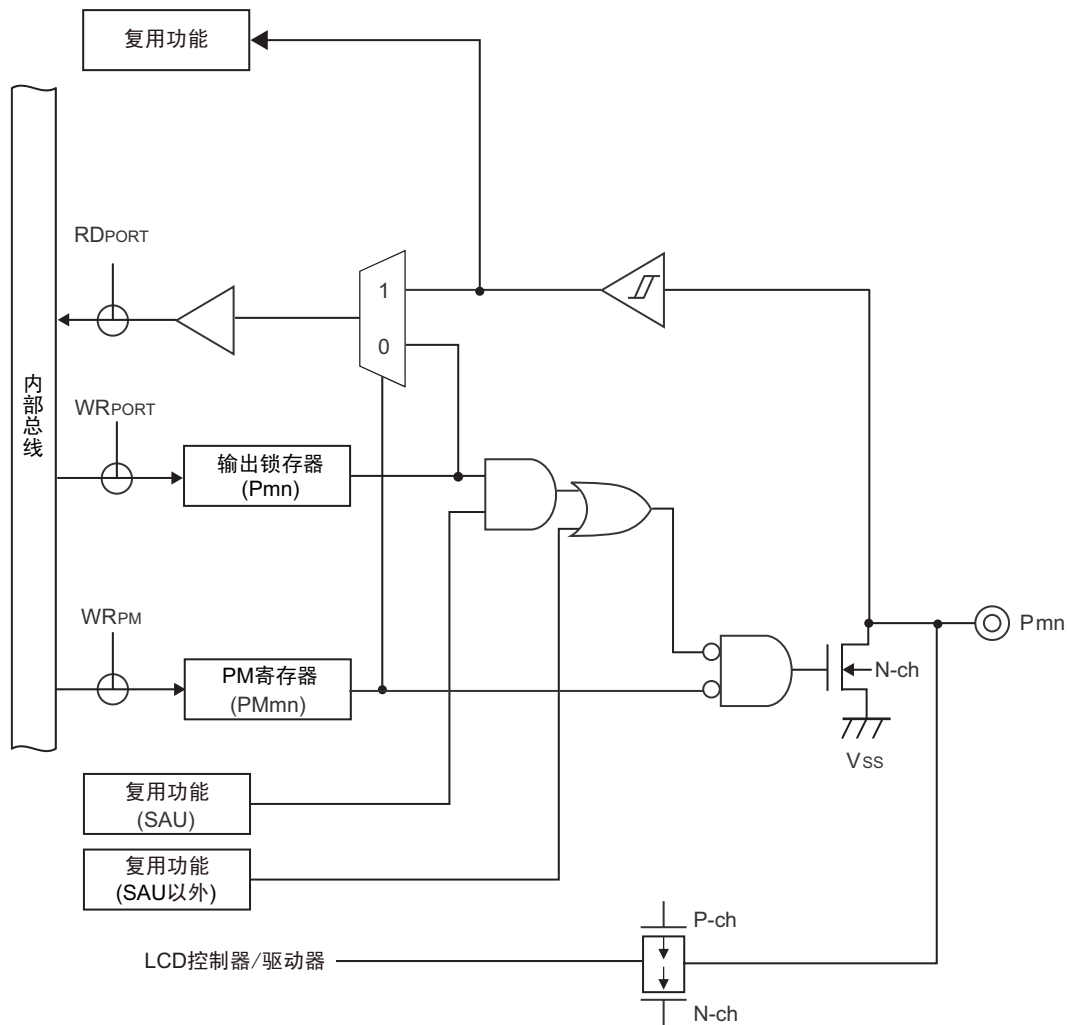 复用功能
RDPORT
1
0
内部总线
WRPORT
输出锁存器
(Pmn)
WRPM
PM寄存器
(PMmn)
Pmn
N-ch
VSS
复用功能
(SAU)
复用功能
(SAU以外)
P-ch
LCD控制器/驱动器
N-ch